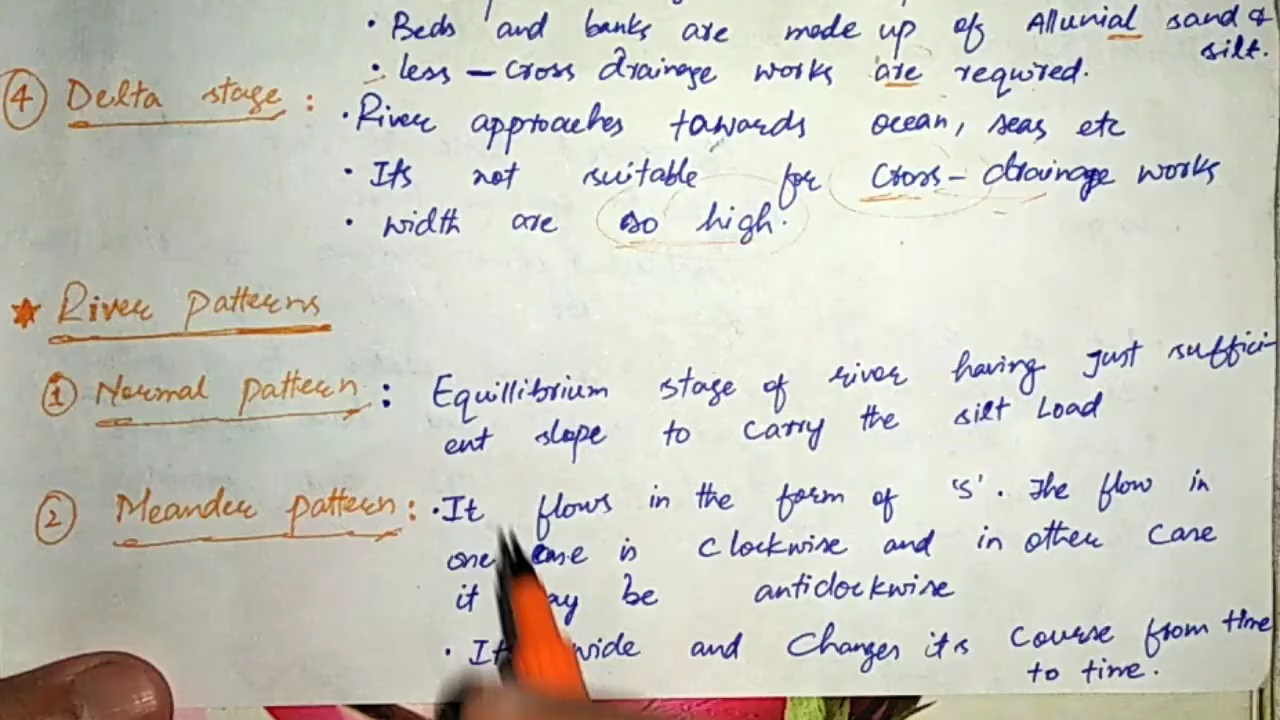 • Beds and banks are made up of Allunial sand &
silt.
• less - cross drainage works are required.
④ Delta stage :
• River approaches towards ocean, seas etc
• Its not suitable for cross - drainage works
• width are so high.
★ River patterns
① Normal pattern : Equillibrium stage of river having just suffici-
ent slope to carry the silt Load
② Meander pattern : • It flows in the form of 'S'. The flow in
one case is clockwise and in other case
it be anticlockwise
• It wide and changes its course from time
to time.